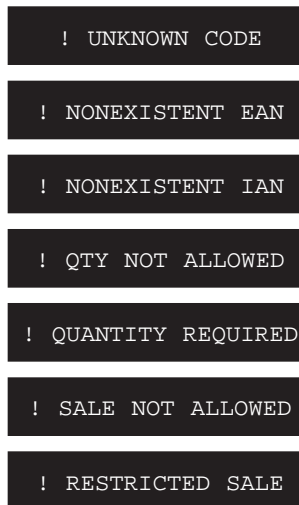 ! UNKNOWN CODE
! NONEXISTENT EAN
! NONEXISTENT IAN
! QTY NOT ALLOWED
! QUANTITY REQUIRED
! SALE NOT ALLOWED
! RESTRICTED SALE